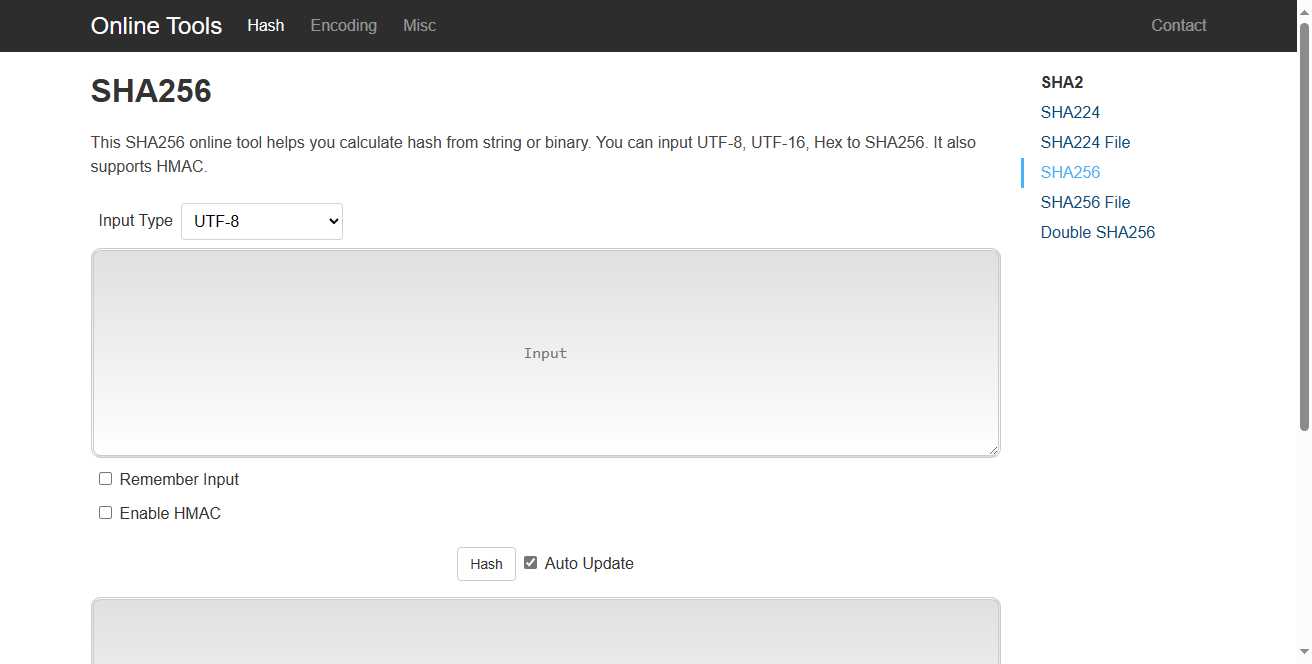 Online Tools Hash Encoding Misc Contact
SHA256
This SHA256 online tool helps you calculate hash from string or binary. You can input UTF-8, UTF-16, Hex to SHA256. It also
supports HMAC.
Input Type UTF-8
Input
Remember Input
Enable HMAC
Hash Auto Update
SHA2
SHA224
SHA224 File
SHA256
SHA256 File
Double SHA256